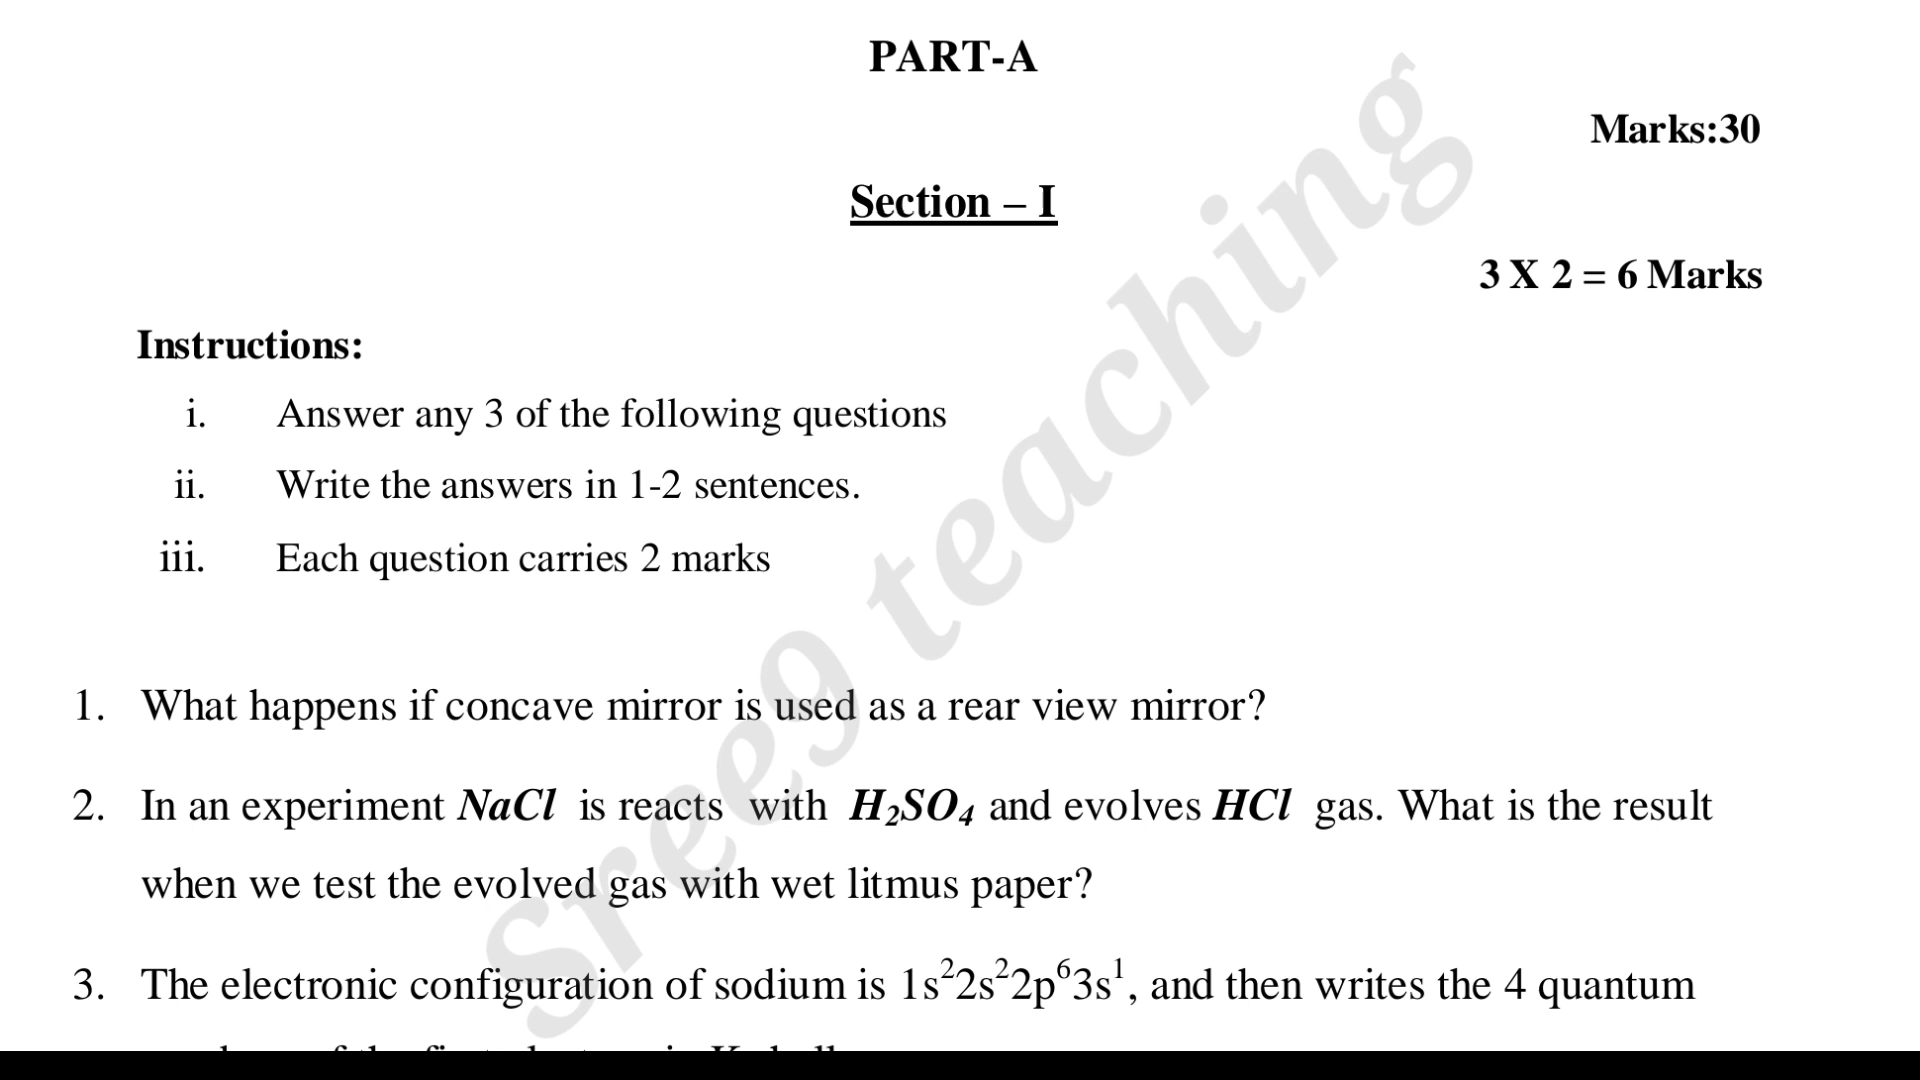 PART-A
Marks:30
Section – I
3 X 2 = 6 Marks
Instructions:
i. Answer any 3 of the following questions
ii. Write the answers in 1-2 sentences.
iii. Each question carries 2 marks
1. What happens if concave mirror is used as a rear view mirror?
2. In an experiment NaCl is reacts with H₂SO₄ and evolves HCl gas. What is the result
when we test the evolved gas with wet litmus paper?
3. The electronic configuration of sodium is 1s²2s²2p⁶3s¹, and then writes the 4 quantum
Sree9 teaching